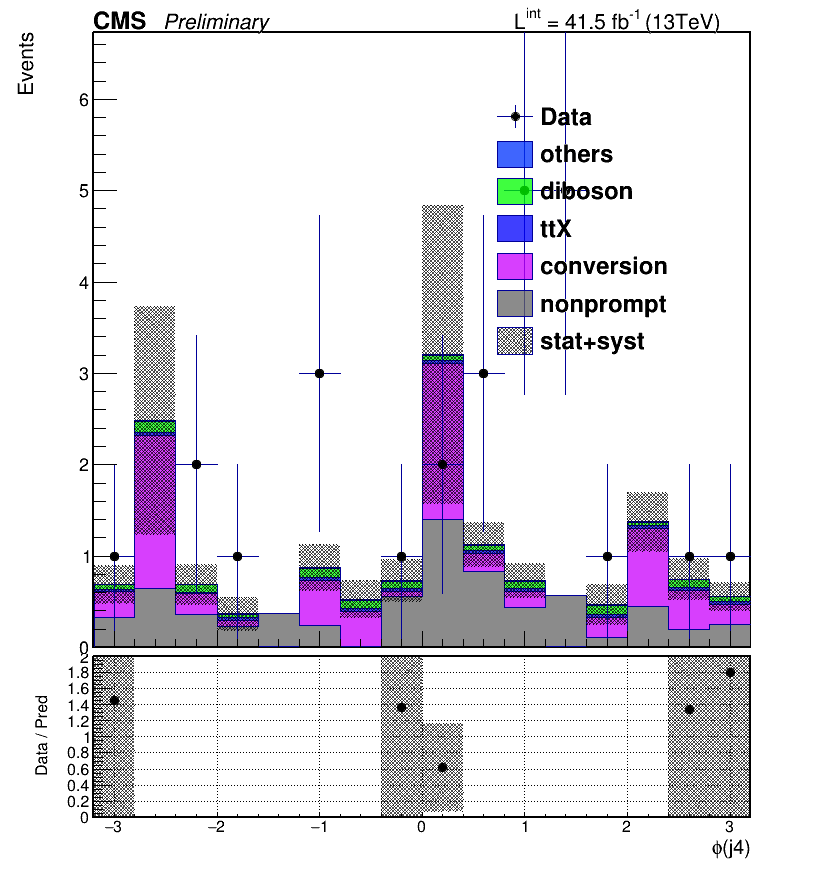 CMS Preliminary L^int = 41.5 fb^-1 (13TeV)
Events
6
5
4
3
2
1
0
Data
others
diboson
ttX
conversion
nonprompt
stat+syst
Data / Pred
2
1.8
1.6
1.4
1.2
1
0.8
0.6
0.4
0.2
0
−3 −2 −1 0 1 2 3
ϕ(j4)